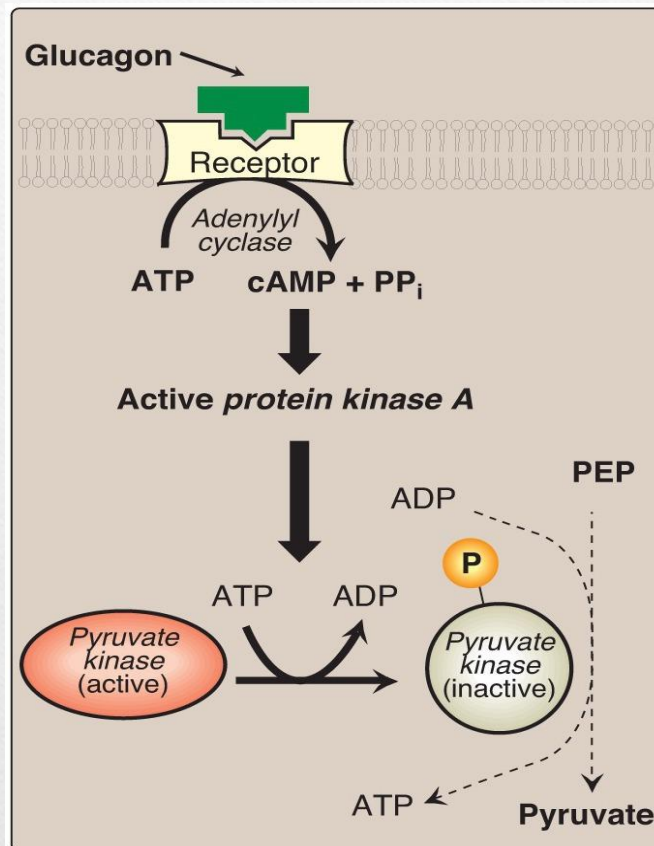 Glucagon
Receptor
Adenylyl
cyclase
ATP
cAMP + PPi
Active protein kinase A
PEP
ADP
P
ATP
ADP
Pyruvate
kinase
(active)
Pyruvate
kinase
(inactive)
ATP
Pyruvate